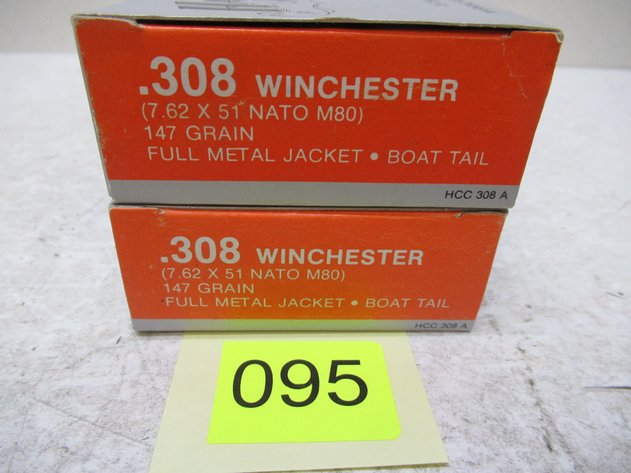 .308 WINCHESTER
(7.62 X 51 NATO M80)
147 GRAIN
FULL METAL JACKET • BOAT TAIL
HCC 308 A
.308 WINCHESTER
(7.62 X 51 NATO M80)
147 GRAIN
FULL METAL JACKET • BOAT TAIL
HCC 308 A
095